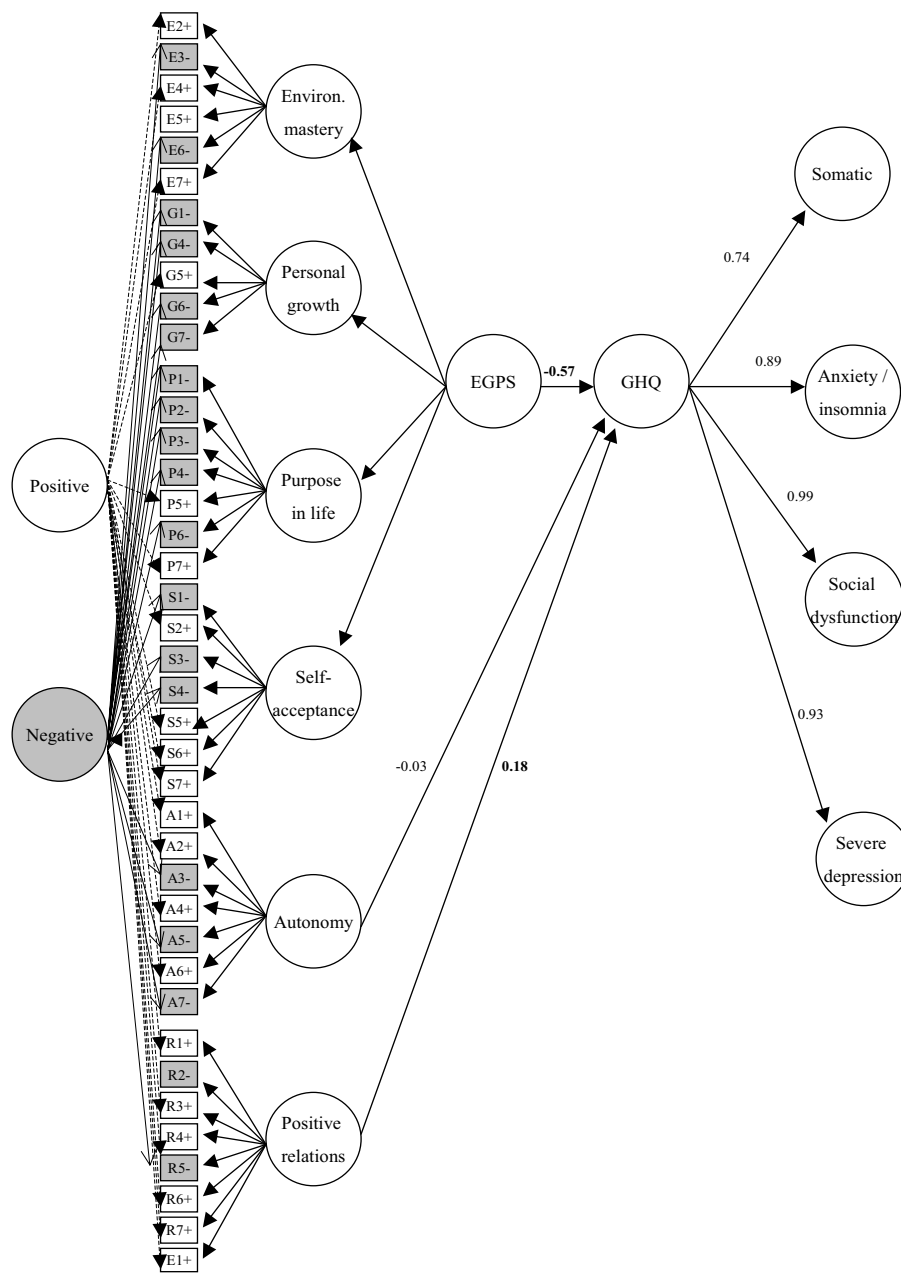 E2+
E3-
E4+
E5+
E6-
E7+
G1-
G4-
G5+
G6-
G7-
P1-
P2-
P3-
P4-
P5+
P6-
P7+
S1-
S2+
S3-
S4-
S5+
S6+
S7+
A1+
A2+
A3-
A4+
A5-
A6+
A7-
R1+
R2-
R3+
R4+
R5-
R6+
R7+
E1+
Positive
Negative
Environ.
mastery
Personal
growth
Purpose
in life
Self-
acceptance
Autonomy
Positive
relations
EGPS
-0.57
GHQ
-0.03
0.18
0.74
0.89
0.99
0.93
Somatic
Anxiety /
insomnia
Social
dysfunction
Severe
depression